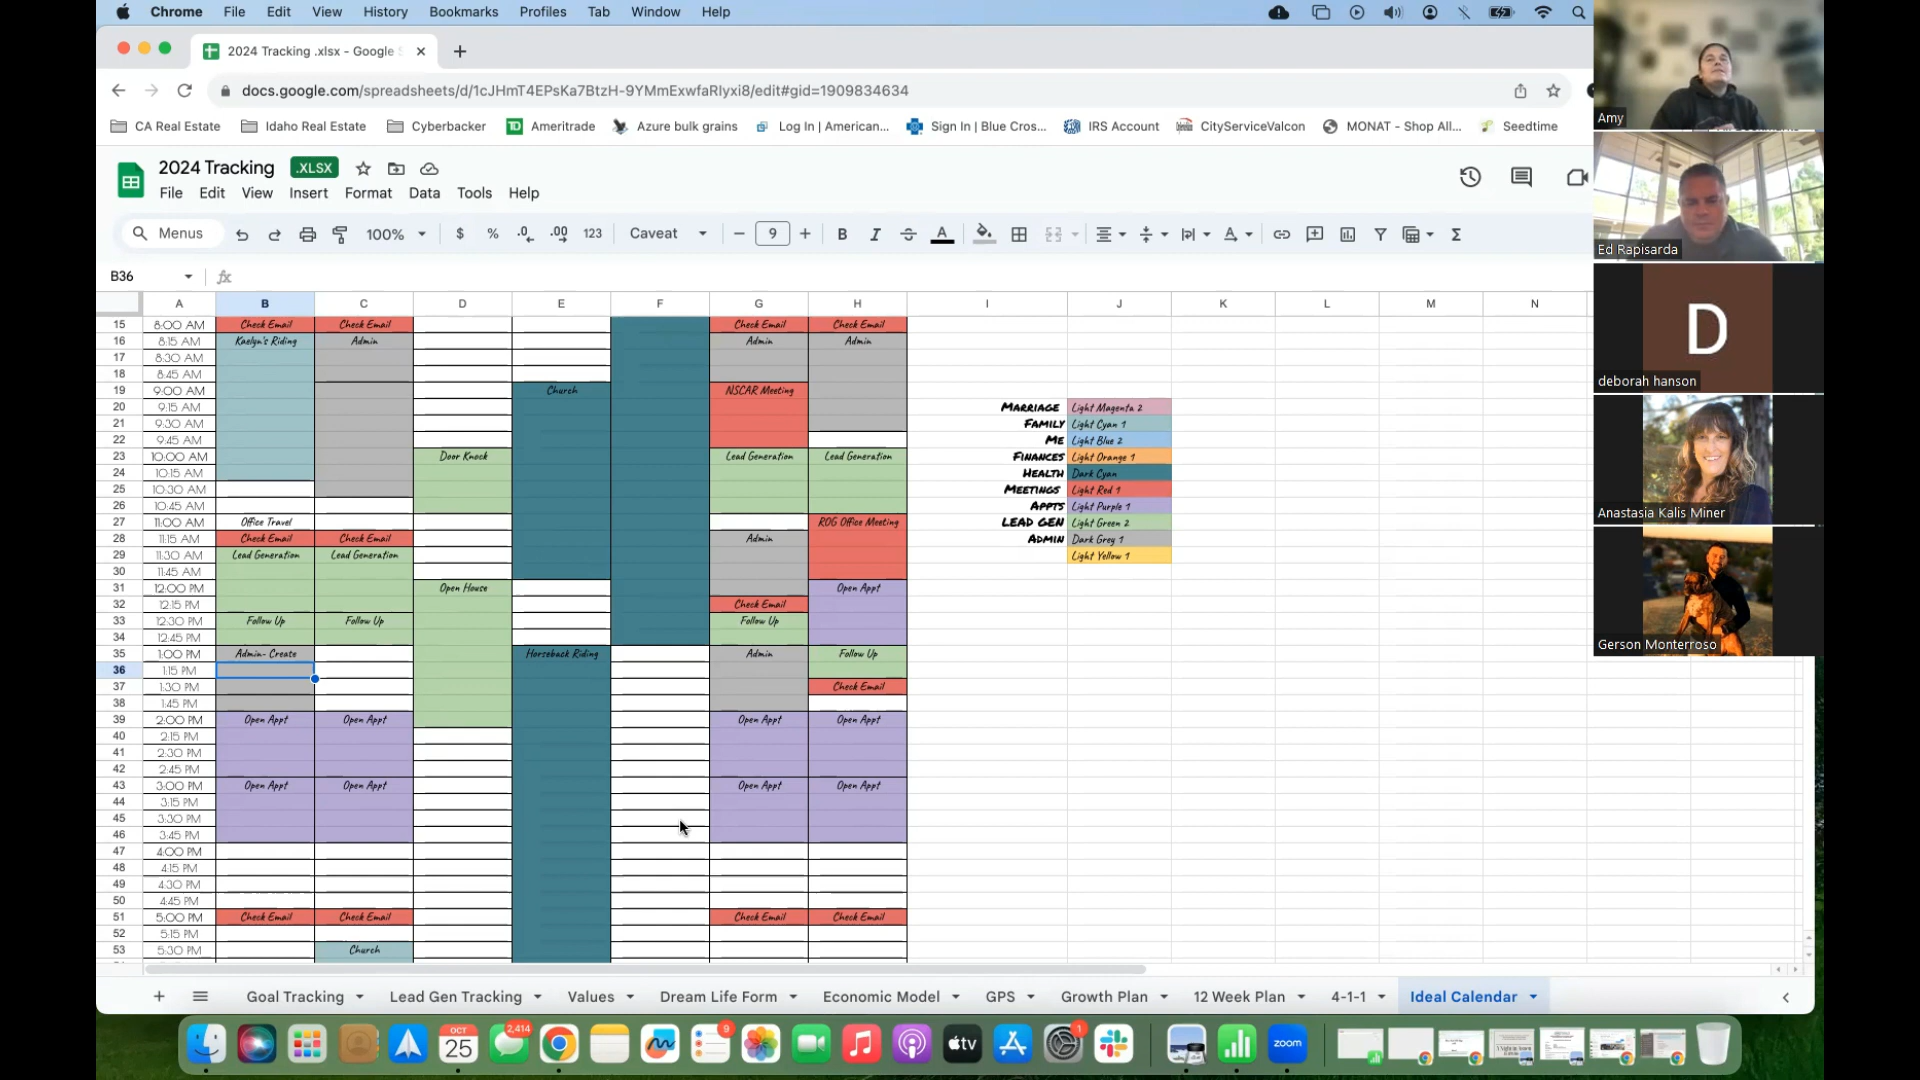 Chrome File Edit View History Bookmarks Profiles Tab Window Help
2024 Tracking .xlsx - Google S
docs.google.com/spreadsheets/d/1cJHmT4EPsKa7BtzH-9YMmExwfaRlyxi8/edit#gid=1909834634
CA Real Estate Idaho Real Estate Cyberbacker Ameritrade Azure bulk grains Log In | American... Sign In | Blue Cros... IRS Account CityServiceValcon MONAT - Shop All... Seedtime
2024 Tracking .XLSX
File Edit View Insert Format Data Tools Help
Menus 100% $ % .0 .00 123 Caveat 9 B I A
B36 fx
A B C D E F G H I J K L M N
15 8:00 AM Check Email Check Email Check Email Check Email
16 8:15 AM Kaelyn's Riding Admin Admin Admin
17 8:30 AM
18 8:45 AM
19 9:00 AM Church NSCAR Meeting
20 9:15 AM Marriage Light Magenta 2
21 9:30 AM Family Light Cyan 1
22 9:45 AM Me Light Blue 2
23 10:00 AM Door Knock Lead Generation Lead Generation Finances Light Orange 1
24 10:15 AM Health Dark Cyan
25 10:30 AM Meetings Light Red 1
26 10:45 AM Appts Light Purple 1
27 11:00 AM Office Travel ROG Office Meeting Lead Gen Light Green 2
28 11:15 AM Check Email Check Email Admin Admin Dark Grey 1
29 11:30 AM Lead Generation Lead Generation Light Yellow 1
30 11:45 AM
31 12:00 PM Open House Open Appt
32 12:15 PM Check Email
33 12:30 PM Follow Up Follow Up Follow Up
34 12:45 PM
35 1:00 PM Admin- Create Horseback Riding Admin Follow Up
36 1:15 PM
37 1:30 PM Check Email
38 1:45 PM
39 2:00 PM Open Appt Open Appt Open Appt Open Appt
40 2:15 PM
41 2:30 PM
42 2:45 PM
43 3:00 PM Open Appt Open Appt Open Appt Open Appt
44 3:15 PM
45 3:30 PM
46 3:45 PM
47 4:00 PM
48 4:15 PM
49 4:30 PM
50 4:45 PM
51 5:00 PM Check Email Check Email Check Email Check Email
52 5:15 PM
53 5:30 PM Church
Goal Tracking Lead Gen Tracking Values Dream Life Form Economic Model GPS Growth Plan 12 Week Plan 4-1-1 Ideal Calendar
OCT
25
2,414
9
tv
1
zoom
Amy
Ed Rapisarda
D
deborah hanson
Anastasia Kalis Miner
Gerson Monterroso